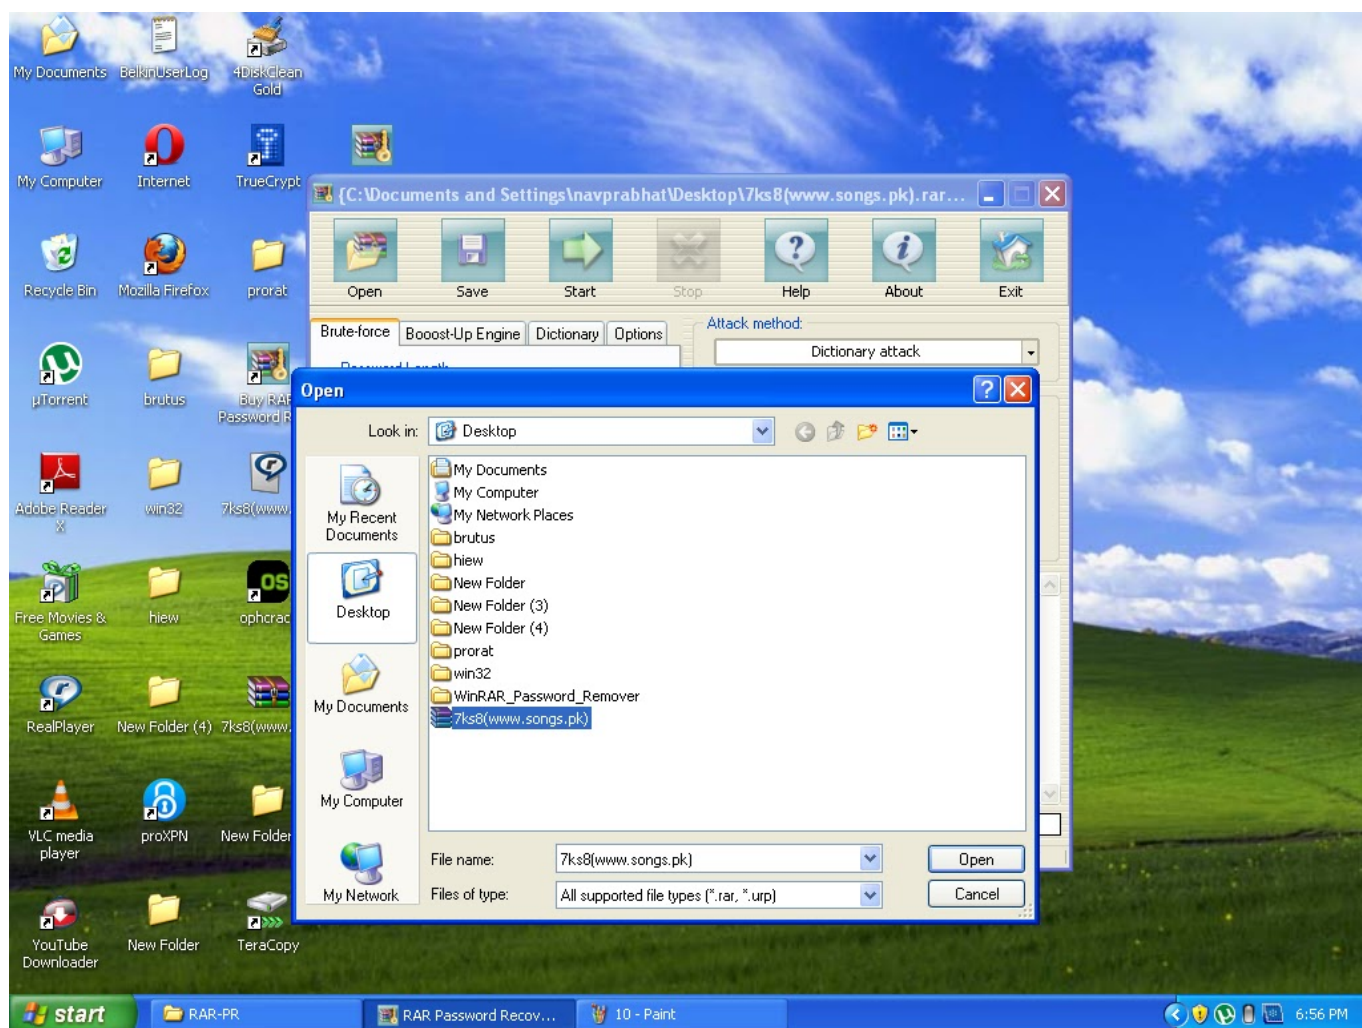 My Documents
BelkinUserLog
4DiskClean
Gold
My Computer
Internet
TrueCrypt
Recycle Bin
Mozilla Firefox
prorat
µTorrent
brutus
Buy RAR
Password R
Adobe Reader
X
win32
7ks8(www.
Free Movies &
Games
hiew
ophcrac
RealPlayer
New Folder (4)
7ks8(www.
VLC media
player
proXPN
New Folder
YouTube
Downloader
New Folder
TeraCopy
{C:\Documents and Settings\navprabhat\Desktop\7ks8(www.songs.pk).rar...
Open
Save
Start
Stop
Help
About
Exit
Brute-force
Booost-Up Engine
Dictionary
Options
Attack method:
Dictionary attack
Open
Look in:
Desktop
My Recent
Documents
Desktop
My Documents
My Computer
My Network
My Documents
My Computer
My Network Places
brutus
hiew
New Folder
New Folder (3)
New Folder (4)
prorat
win32
WinRAR_Password_Remover
7ks8(www.songs.pk)
File name:
7ks8(www.songs.pk)
Open
Files of type:
All supported file types (*.rar, *.urp)
Cancel
start
RAR-PR
RAR Password Recov...
10 - Paint
6:56 PM